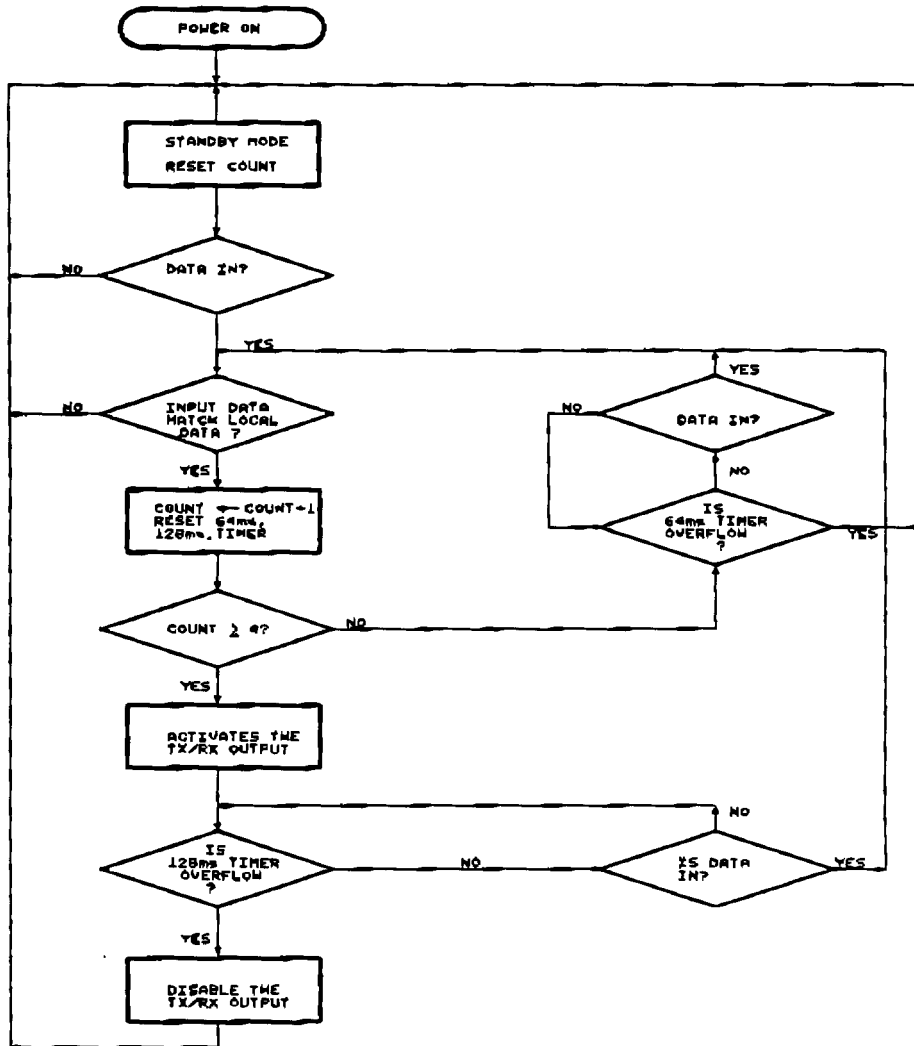 POWER ON
STANDBY MODE
RESET COUNT
DATA IN?
NO
YES
INPUT DATA
MATCH LOCAL
DATA ?
NO
YES
DATA IN?
NO
YES
COUNT ← COUNT+1
RESET 64ms,
128ms, TIMER
IS
64ms TIMER
OVERFLOW
?
NO
YES
COUNT ≥ 4?
NO
YES
ACTIVATES THE
TX/RX OUTPUT
NO
IS
128ms TIMER
OVERFLOW
?
NO
IS DATA
IN?
YES
YES
DISABLE THE
TX/RX OUTPUT